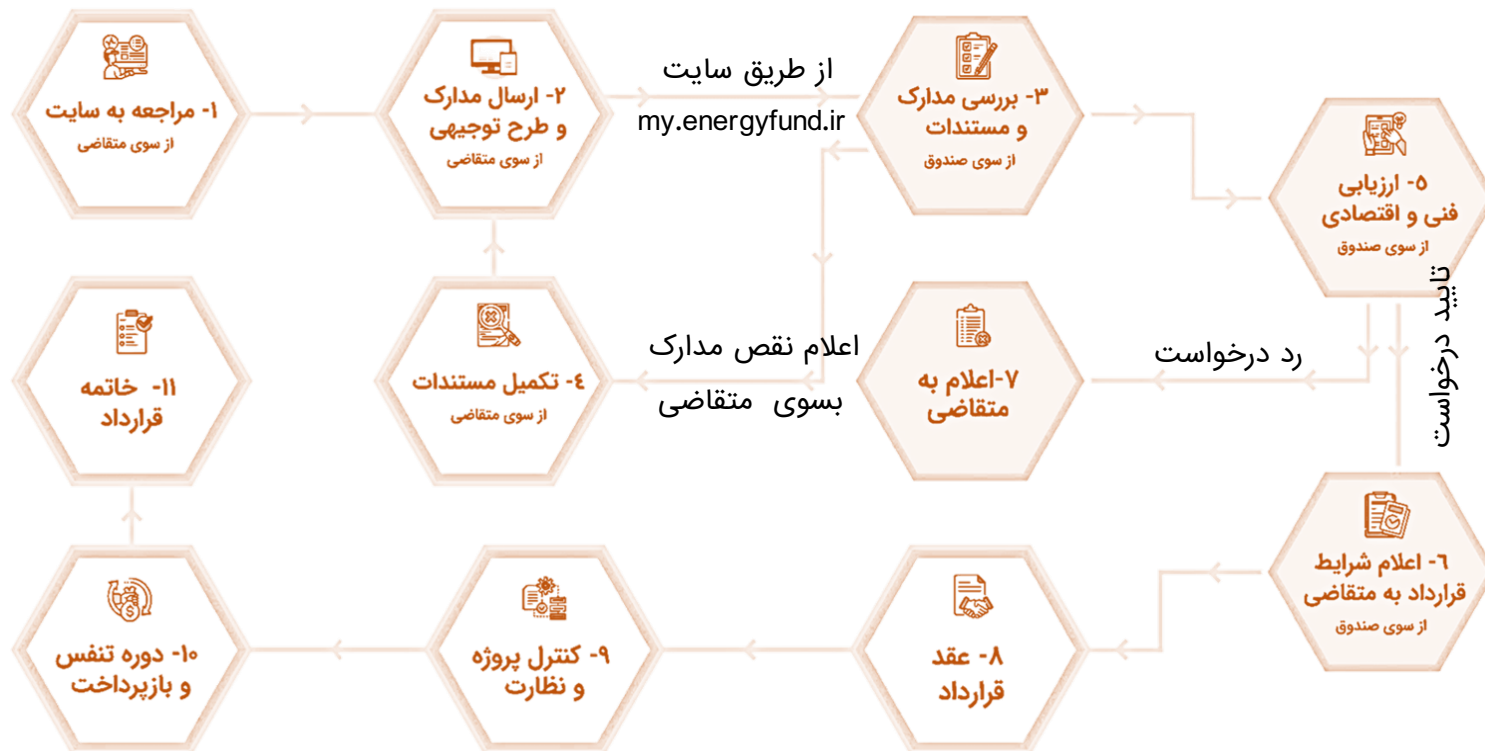 ۱- مراجعه به سایت
از سوی متقاضی
۲- ارسال مدارک
و طرح توجیهی
از سوی متقاضی
از طریق سایت
my.energyfund.ir
۳- بررسی مدارک
و مستندات
از سوی صندوق
۵- ارزیابی
فنی و اقتصادی
از سوی صندوق
۱۱- خاتمه
قرارداد
٤- تکمیل مستندات
از سوی متقاضی
اعلام نقص مدارک
بسوی متقاضی
۷-اعلام به
متقاضی
رد درخواست
تایید درخواست
٦- اعلام شرایط
قرارداد به متقاضی
از سوی صندوق
۸- عقد
قرارداد
۹- کنترل پروژه
و نظارت
۱۰- دوره تنفس
و بازپرداخت